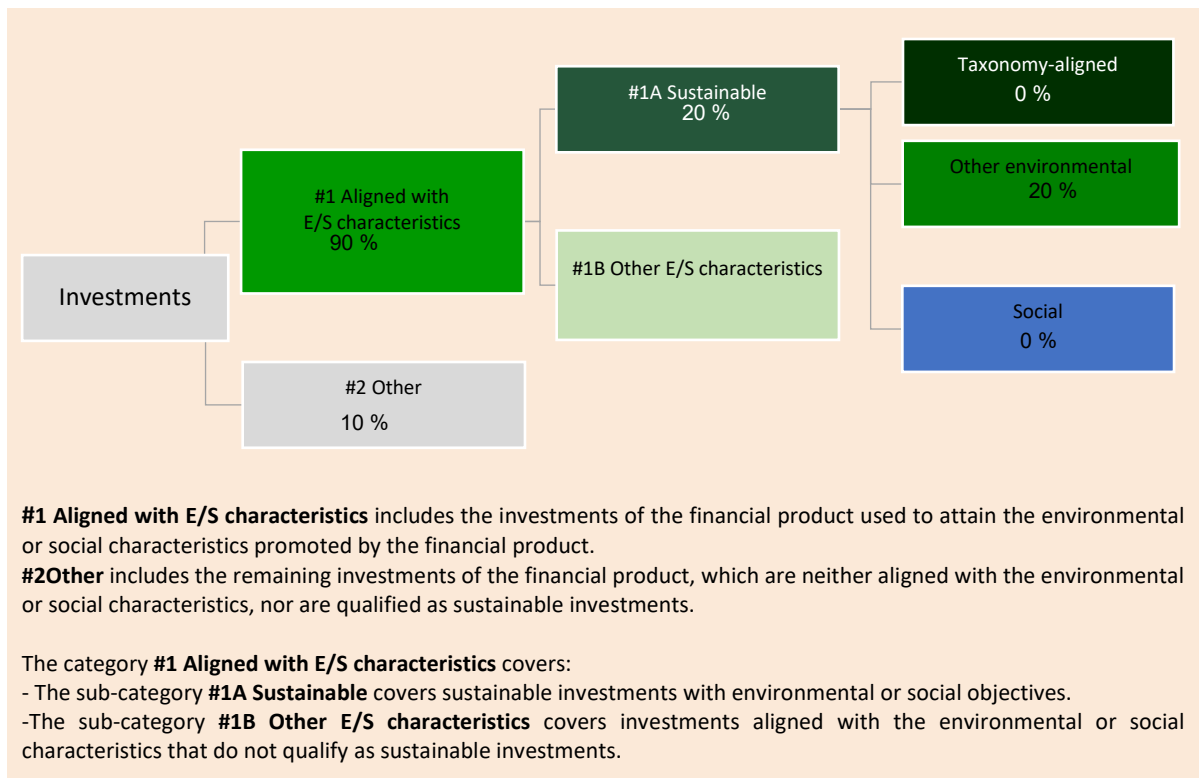 Investments
#1 Aligned with
E/S characteristics
90 %
#2 Other
10 %
#1A Sustainable
20 %
#1B Other E/S characteristics
Taxonomy-aligned
0 %
Other environmental
20 %
Social
0 %
#1 Aligned with E/S characteristics includes the investments of the financial product used to attain the environmental
or social characteristics promoted by the financial product.
#2Other includes the remaining investments of the financial product, which are neither aligned with the environmental
or social characteristics, nor are qualified as sustainable investments.
The category #1 Aligned with E/S characteristics covers:
- The sub-category #1A Sustainable covers sustainable investments with environmental or social objectives.
-The sub-category #1B Other E/S characteristics covers investments aligned with the environmental or social
characteristics that do not qualify as sustainable investments.